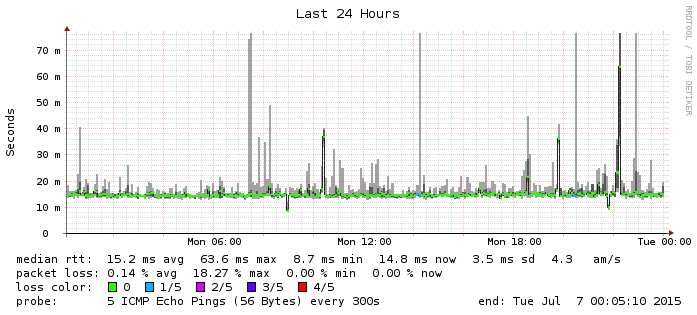 Last 24 Hours
RRDTOOL / TOBI OETIKER
Seconds
70 m
60 m
50 m
40 m
30 m
20 m
10 m
0
Mon 06:00 Mon 12:00 Mon 18:00 Tue 00:00
median rtt: 15.2 ms avg 63.6 ms max 8.7 ms min 14.8 ms now 3.5 ms sd 4.3 am/s
packet loss: 0.14 % avg 18.27 % max 0.00 % min 0.00 % now
loss color: 0 1/5 2/5 3/5 4/5
probe: 5 ICMP Echo Pings (56 Bytes) every 300s end: Tue Jul 7 00:05:10 2015